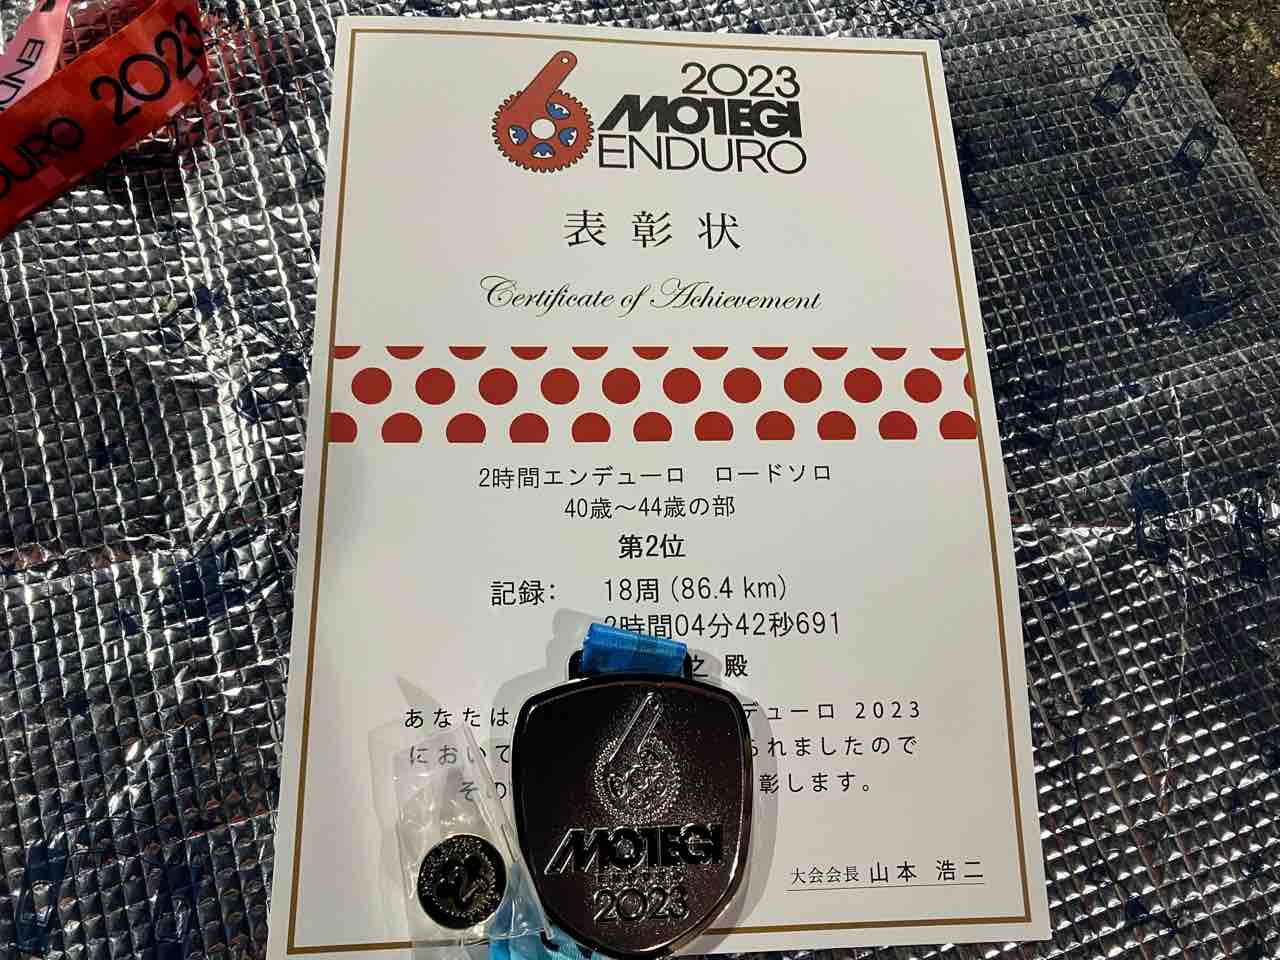 2023
MOTEGI
ENDURO
表彰状
Certificate of Achievement
2時間エンデューロ ロードソロ
40歳～44歳の部
第2位
記録: 18周 (86.4 km)
2時間04分42秒691
之 殿
あなたは デューロ 2023
において られましたので
その 彰します。
大会会長 山本 浩二
MOTEGI
ENDURO
2023
2
DURO 2023